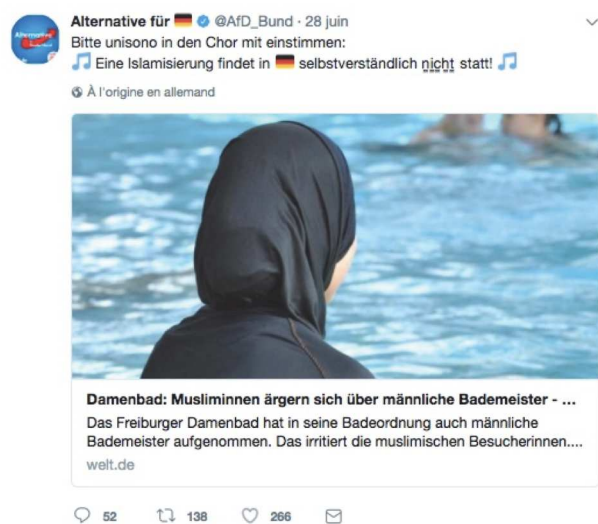 Alternative für 🇩🇪 @AfD_Bund · 28 juin
Bitte unisono in den Chor mit einstimmen:
🎵 Eine Islamisierung findet in 🇩🇪 selbstverständlich nicht statt! 🎵
À l'origine en allemand
Damenbad: Musliminnen ärgern sich über männliche Bademeister - ...
Das Freiburger Damenbad hat in seine Badeordnung auch männliche
Bademeister aufgenommen. Das irritiert die muslimischen Besucherinnen....
welt.de
52 138 266